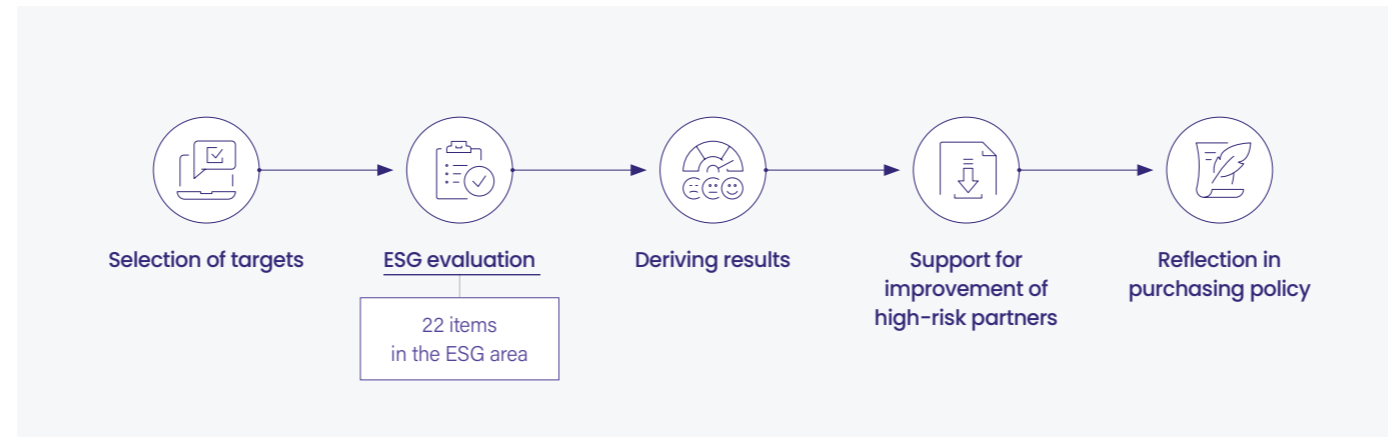 Selection of targets
ESG evaluation
22 items
in the ESG area
Deriving results
Support for
improvement of
high-risk partners
Reflection in
purchasing policy